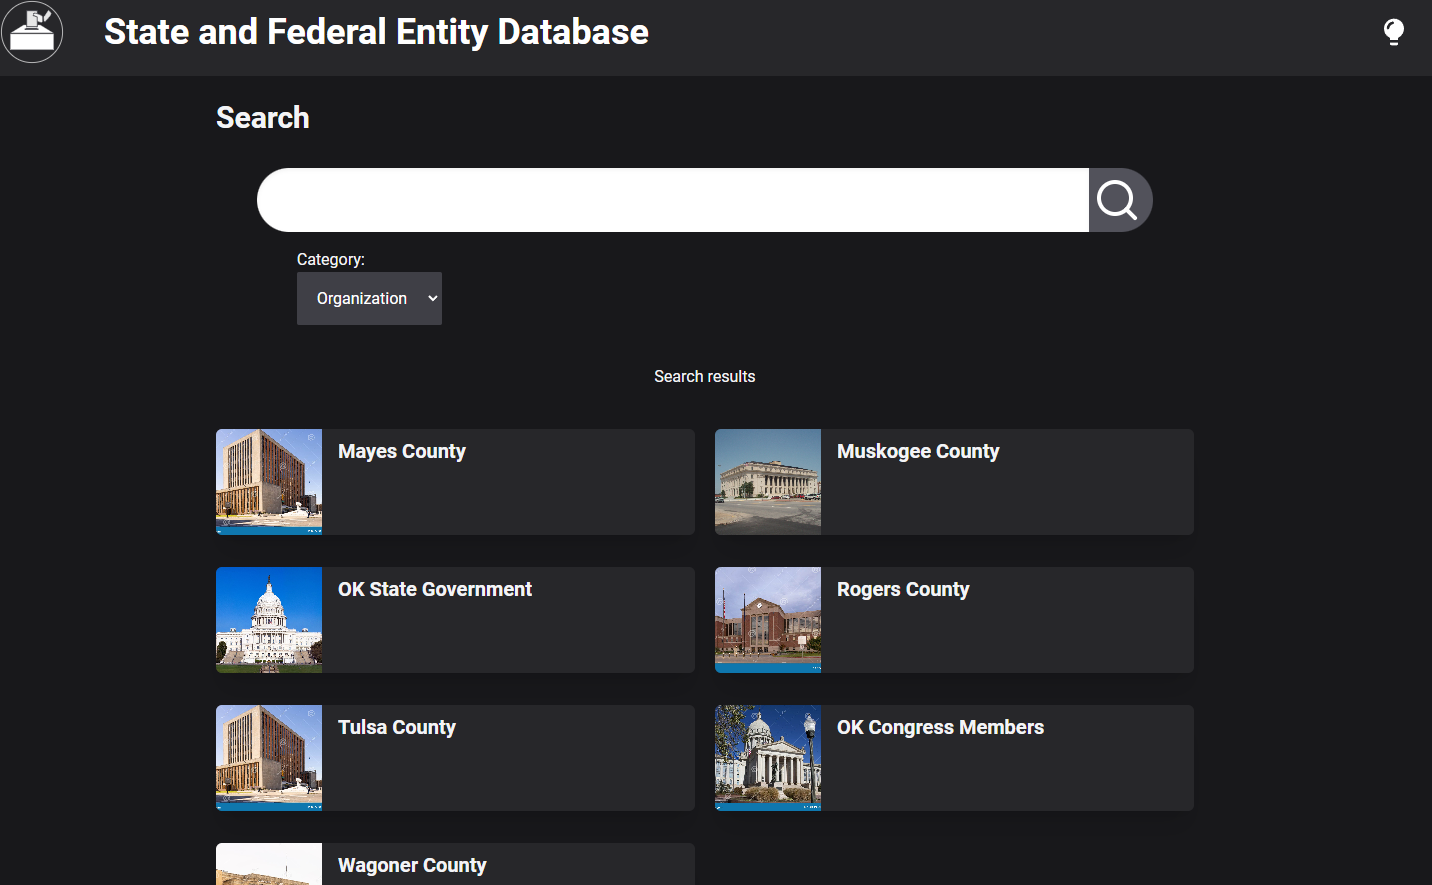 State and Federal Entity Database
Search
Category:
Organization
Search results
Mayes County
Muskogee County
OK State Government
Rogers County
Tulsa County
OK Congress Members
Wagoner County